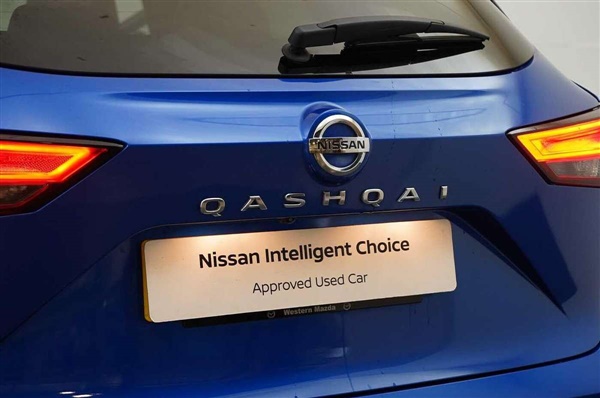 NISSAN
QASHQAI
Nissan Intelligent Choice
Approved Used Car
Western Mazda